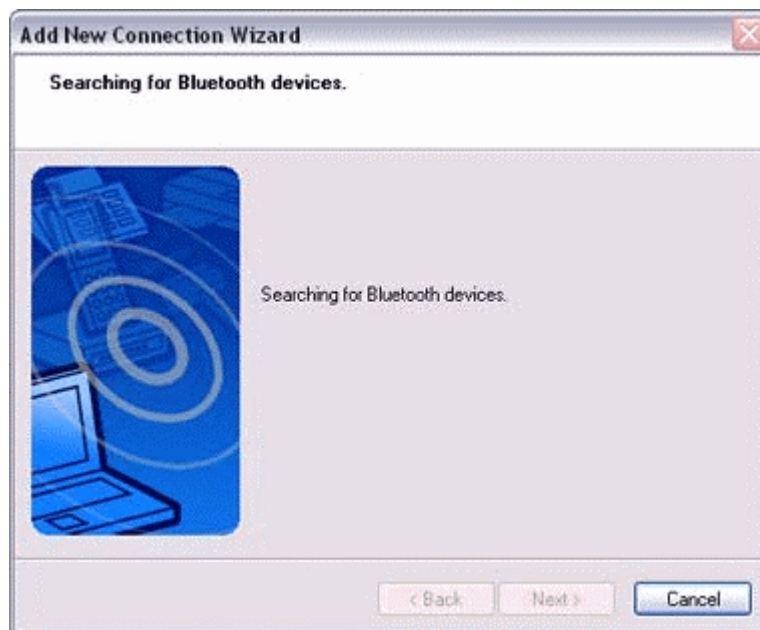 Add New Connection Wizard
Searching for Bluetooth devices.
Searching for Bluetooth devices.
< Back Next > Cancel